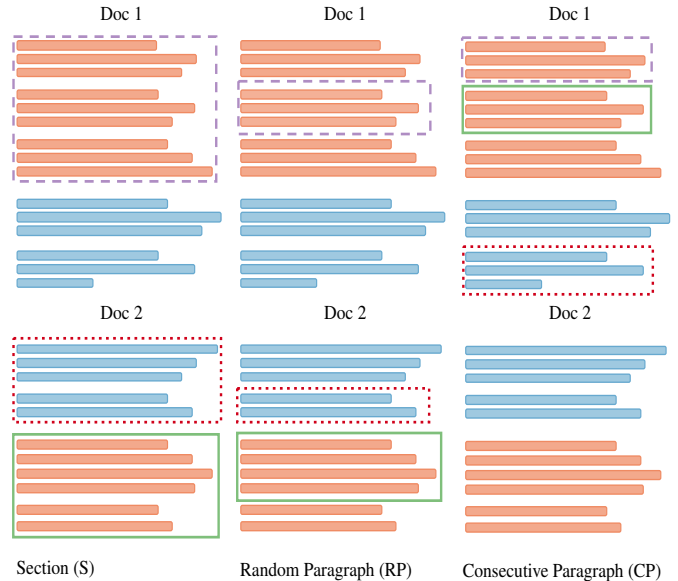 Doc 1 Doc 1 Doc 1
Doc 2 Doc 2 Doc 2
Section (S) Random Paragraph (RP) Consecutive Paragraph (CP)